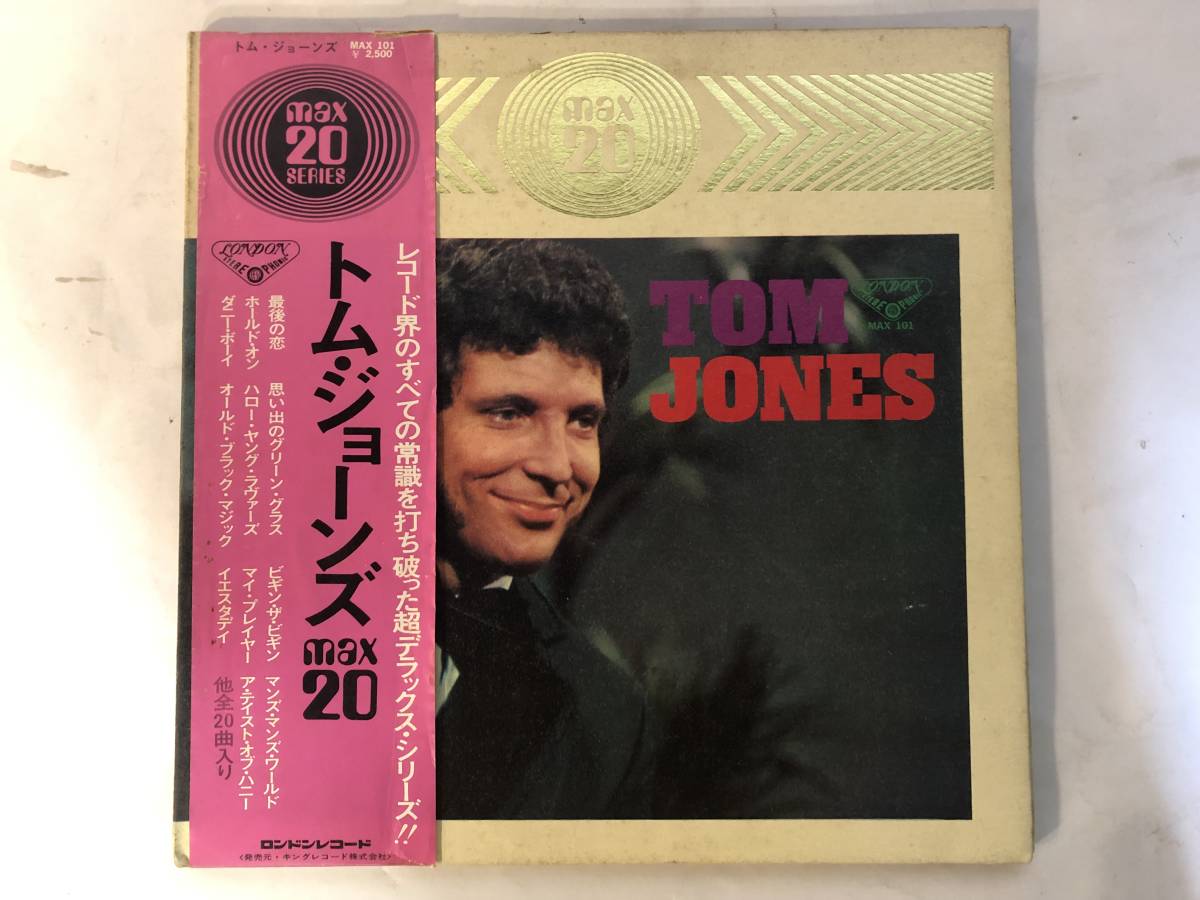 トム・ジョーンズ
MAX 101
¥ 2,500
max
20
SERIES
LONDON
STEREOPHONIC
レコード界のすべての常識を打ち破った超デラックス・シリーズ!!
トム・ジョーンズ
max
20
最後の恋
思い出のグリーン・グラス
ビギン・ザ・ビギン
マンズ・マンズ・ワールド
ホールド・オン
ハロー・ヤング・ラヴァーズ
マイ・プレイヤー
ア・テイスト・オブ・ハニー
ダニー・ボーイ
オールド・ブラック・マジック
イエスタデイ
他全20曲入り
ロンドンレコード
<発売元・キングレコード株式会社>
max
20
TOM
JONES
LONDON
STEREOPHONIC
MAX 101